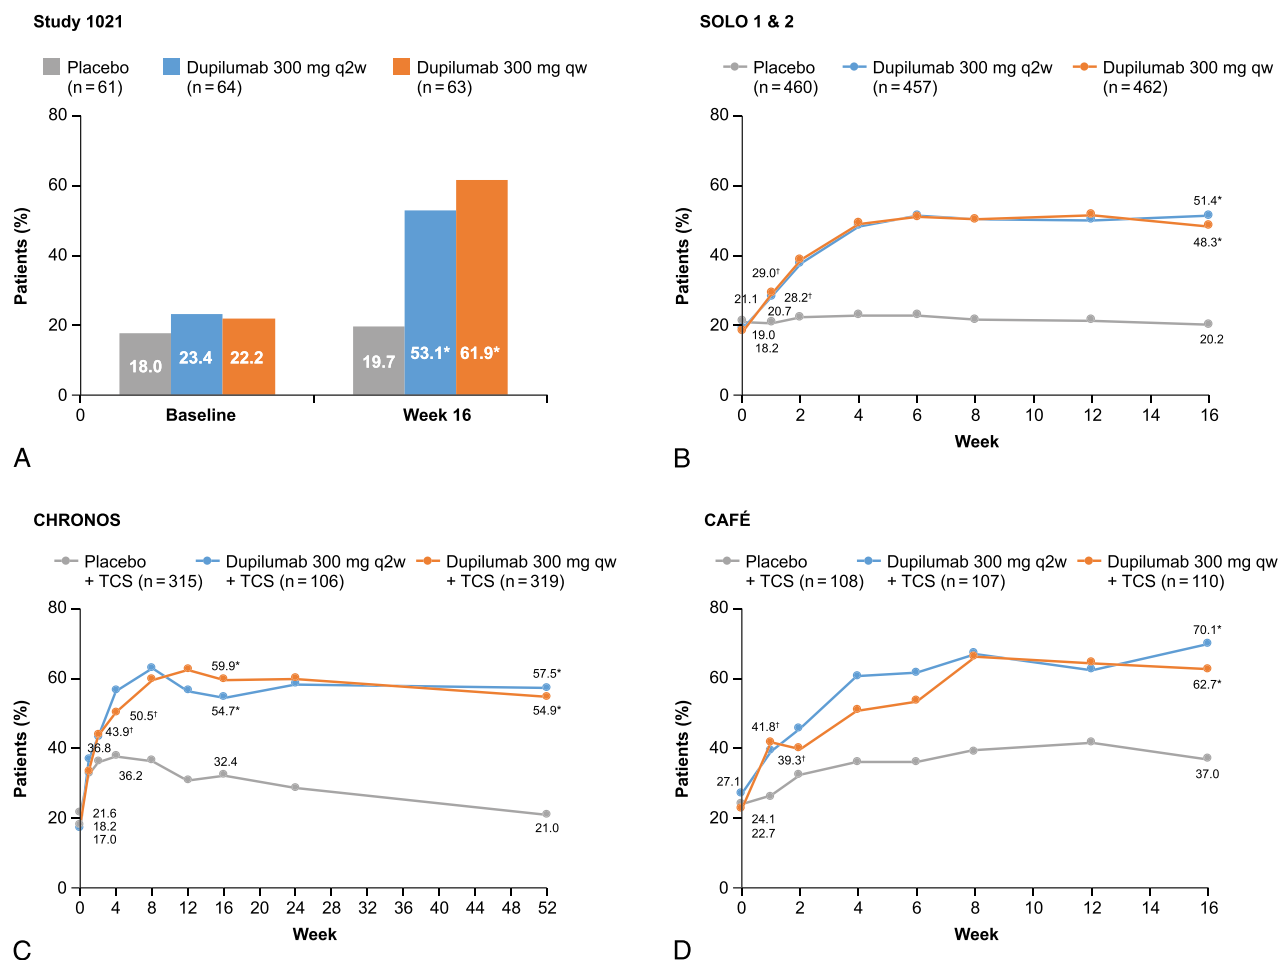 Study 1021
Placebo
(n = 61)
Dupilumab 300 mg q2w
(n = 64)
Dupilumab 300 mg qw
(n = 63)
Patients (%)
80
60
40
20
0
18.0
23.4
22.2
19.7
53.1*
61.9*
0
Baseline
Week 16
A
SOLO 1 & 2
Placebo
(n = 460)
Dupilumab 300 mg q2w
(n = 457)
Dupilumab 300 mg qw
(n = 462)
Patients (%)
80
60
40
20
0
51.4*
48.3*
29.0†
21.1
28.2†
20.7
19.0
18.2
20.2
0 2 4 6 8 10 12 14 16
Week
B
CHRONOS
Placebo
+ TCS (n = 315)
Dupilumab 300 mg q2w
+ TCS (n = 106)
Dupilumab 300 mg qw
+ TCS (n = 319)
Patients (%)
80
60
40
20
0
59.9*
57.5*
54.7*
54.9*
50.5†
43.9†
36.8
36.2
32.4
21.6
18.2
17.0
21.0
0 4 8 12 16 20 24 28 32 36 40 44 48 52
Week
C
CAFÉ
Placebo
+ TCS (n = 108)
Dupilumab 300 mg q2w
+ TCS (n = 107)
Dupilumab 300 mg qw
+ TCS (n = 110)
Patients (%)
80
60
40
20
0
70.1*
62.7*
41.8†
39.3†
27.1
37.0
24.1
22.7
0 2 4 6 8 10 12 14 16
Week
D